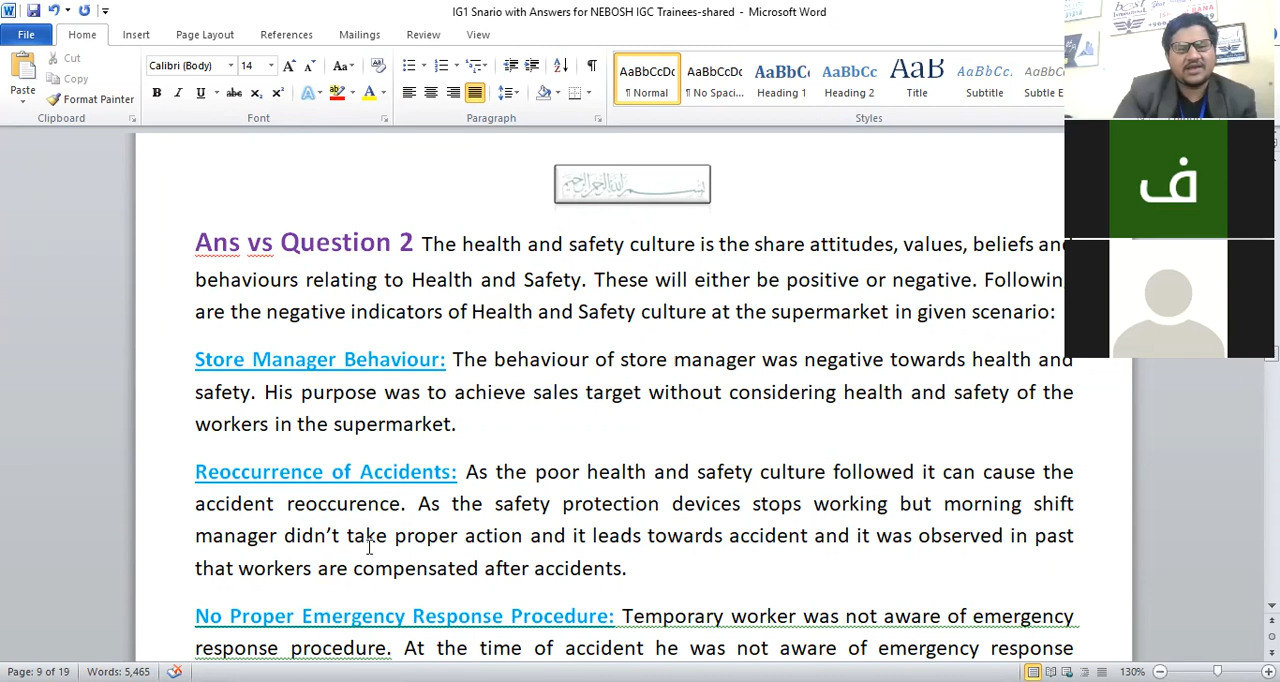 IG1 Snario with Answers for NEBOSH IGC Trainees-shared - Microsoft Word
File Home Insert Page Layout References Mailings Review View
Cut
Copy
Format Painter
Paste
Calibri (Body) 14
AaBbCcDc AaBbCcDc AaBbCc AaBbCc AaB AaBbCc. AaBbCc
¶ Normal ¶ No Spaci... Heading 1 Heading 2 Title Subtitle Subtle E
Clipboard Font Paragraph Styles
بسم الله الرحمن الرحيم
Ans vs Question 2 The health and safety culture is the share attitudes, values, beliefs and
behaviours relating to Health and Safety. These will either be positive or negative. Followin
are the negative indicators of Health and Safety culture at the supermarket in given scenario:
Store Manager Behaviour: The behaviour of store manager was negative towards health and
safety. His purpose was to achieve sales target without considering health and safety of the
workers in the supermarket.
Reoccurrence of Accidents: As the poor health and safety culture followed it can cause the
accident reoccurence. As the safety protection devices stops working but morning shift
manager didn’t take proper action and it leads towards accident and it was observed in past
that workers are compensated after accidents.
No Proper Emergency Response Procedure: Temporary worker was not aware of emergency
response procedure. At the time of accident he was not aware of emergency response
ف
Page: 9 of 19 Words: 5,465 130%